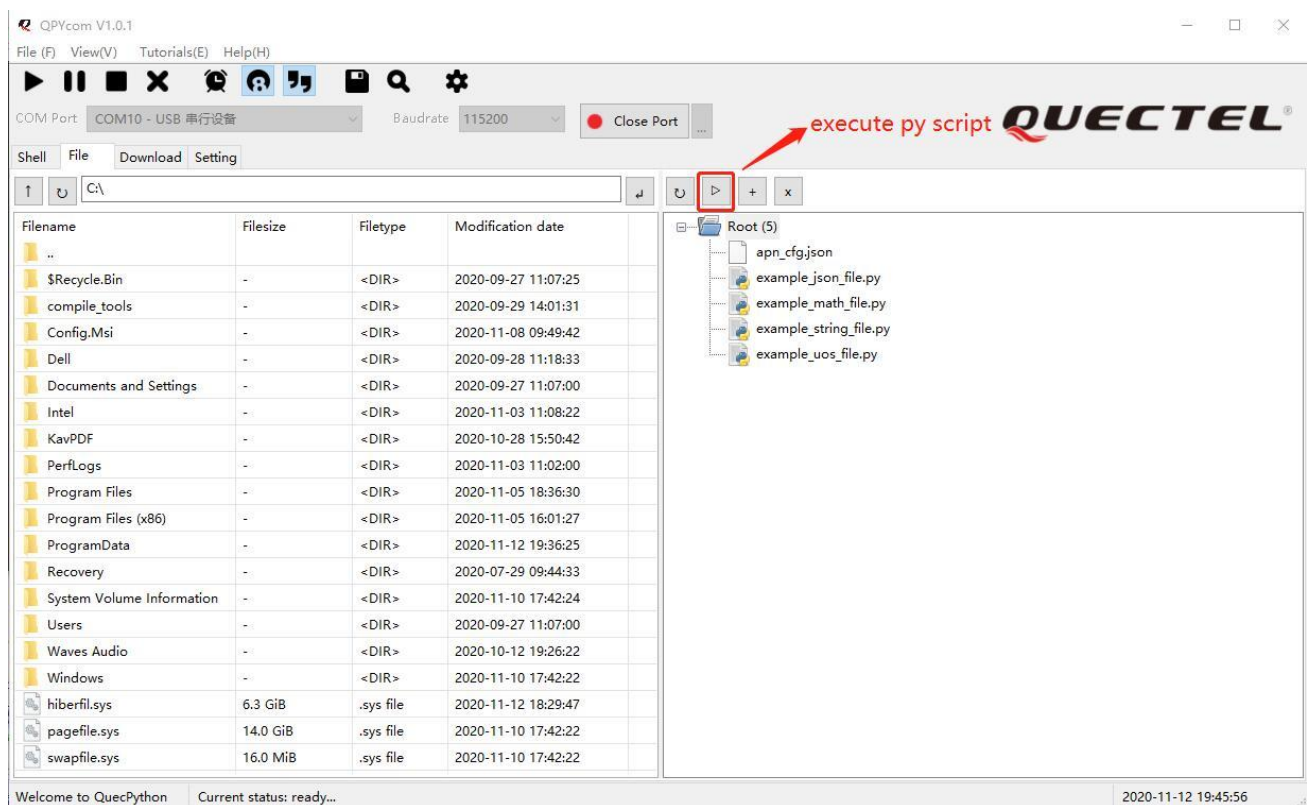 QPYcom V1.0.1
File (F) View(V) Tutorials(E) Help(H)
COM Port COM10 - USB 串行设备 Baudrate 115200 Close Port ...
execute py script QUECTEL®
Shell File Download Setting
C:\
+ x
Filename Filesize Filetype Modification date
..
$Recycle.Bin - <DIR> 2020-09-27 11:07:25
compile_tools - <DIR> 2020-09-29 14:01:31
Config.Msi - <DIR> 2020-11-08 09:49:42
Dell - <DIR> 2020-09-28 11:18:33
Documents and Settings - <DIR> 2020-09-27 11:07:00
Intel - <DIR> 2020-11-03 11:08:22
KavPDF - <DIR> 2020-10-28 15:50:42
PerfLogs - <DIR> 2020-11-03 11:02:00
Program Files - <DIR> 2020-11-05 18:36:30
Program Files (x86) - <DIR> 2020-11-05 16:01:27
ProgramData - <DIR> 2020-11-12 19:36:25
Recovery - <DIR> 2020-07-29 09:44:33
System Volume Information - <DIR> 2020-11-10 17:42:24
Users - <DIR> 2020-09-27 11:07:00
Waves Audio - <DIR> 2020-10-12 19:26:22
Windows - <DIR> 2020-11-10 17:42:22
hiberfil.sys 6.3 GiB .sys file 2020-11-12 18:29:47
pagefile.sys 14.0 GiB .sys file 2020-11-10 17:42:22
swapfile.sys 16.0 MiB .sys file 2020-11-10 17:42:22
Root (5)
apn_cfg.json
example_json_file.py
example_math_file.py
example_string_file.py
example_uos_file.py
Welcome to QuecPython Current status: ready... 2020-11-12 19:45:56